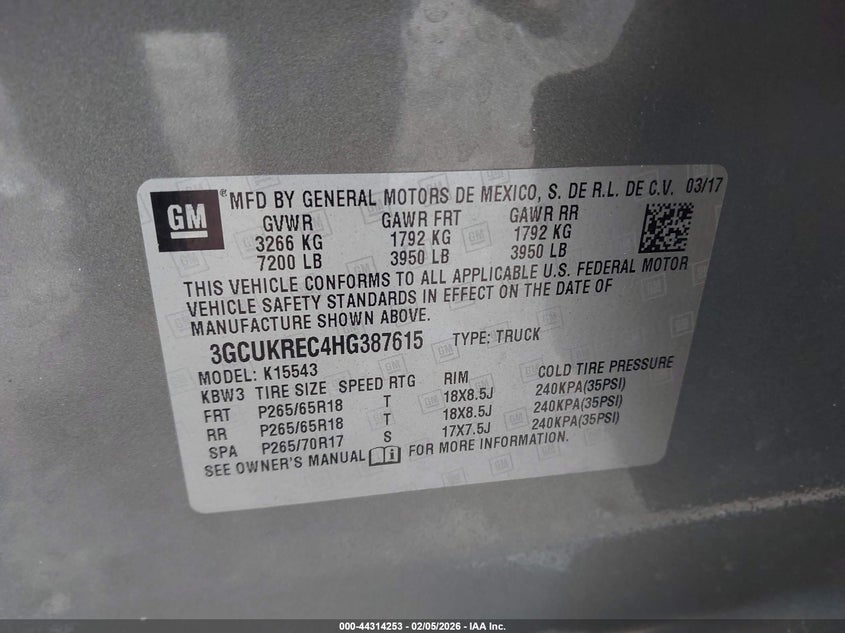 GM
® MFD BY GENERAL MOTORS DE MEXICO, S. DE R.L. DE C.V. 03/17
GVWR GAWR FRT GAWR RR
3266 KG 1792 KG 1792 KG
7200 LB 3950 LB 3950 LB
THIS VEHICLE CONFORMS TO ALL APPLICABLE U.S. FEDERAL MOTOR
VEHICLE SAFETY STANDARDS IN EFFECT ON THE DATE OF
MANUFACTURE SHOWN ABOVE.
3GCUKREC4HG387615 TYPE: TRUCK
MODEL: K15543
KBW3 TIRE SIZE SPEED RTG RIM COLD TIRE PRESSURE
FRT P265/65R18 T 18X8.5J 240KPA(35PSI)
RR P265/65R18 T 18X8.5J 240KPA(35PSI)
SPA P265/70R17 S 17X7.5J 240KPA(35PSI)
SEE OWNER'S MANUAL FOR MORE INFORMATION.
000-44314253 - 02/05/2026 - IAA Inc.